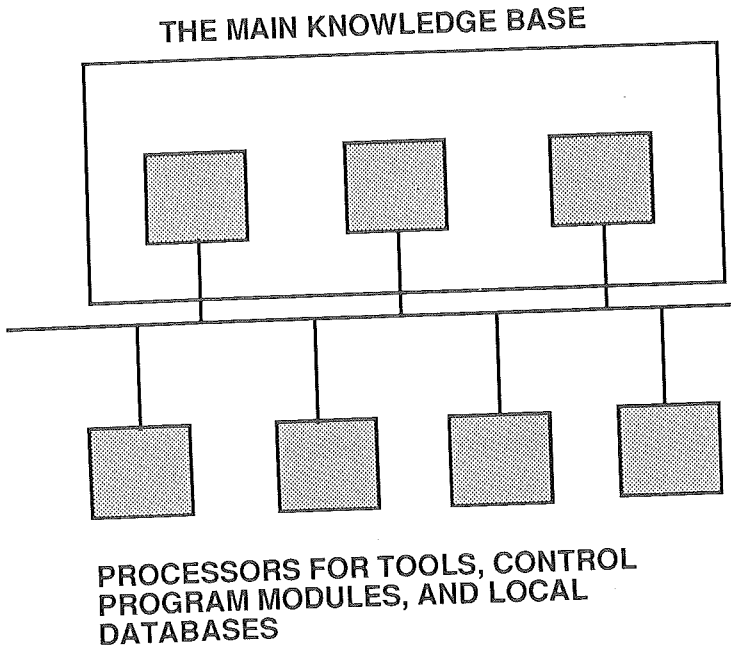 THE MAIN KNOWLEDGE BASE
PROCESSORS FOR TOOLS, CONTROL
PROGRAM MODULES, AND LOCAL
DATABASES